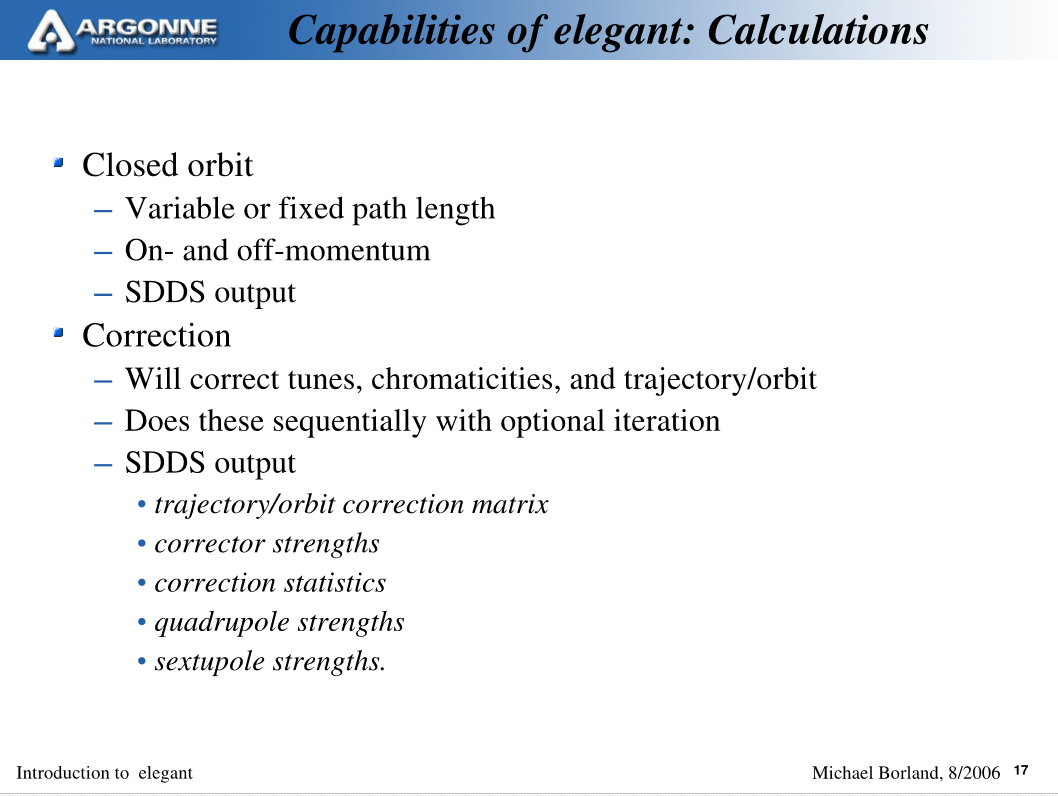 ARGONNE
NATIONAL LABORATORY
Capabilities of elegant: Calculations
Closed orbit
– Variable or fixed path length
– On- and off-momentum
– SDDS output
Correction
– Will correct tunes, chromaticities, and trajectory/orbit
– Does these sequentially with optional iteration
– SDDS output
• trajectory/orbit correction matrix
• corrector strengths
• correction statistics
• quadrupole strengths
• sextupole strengths.
Introduction to elegant
Michael Borland, 8/2006 17